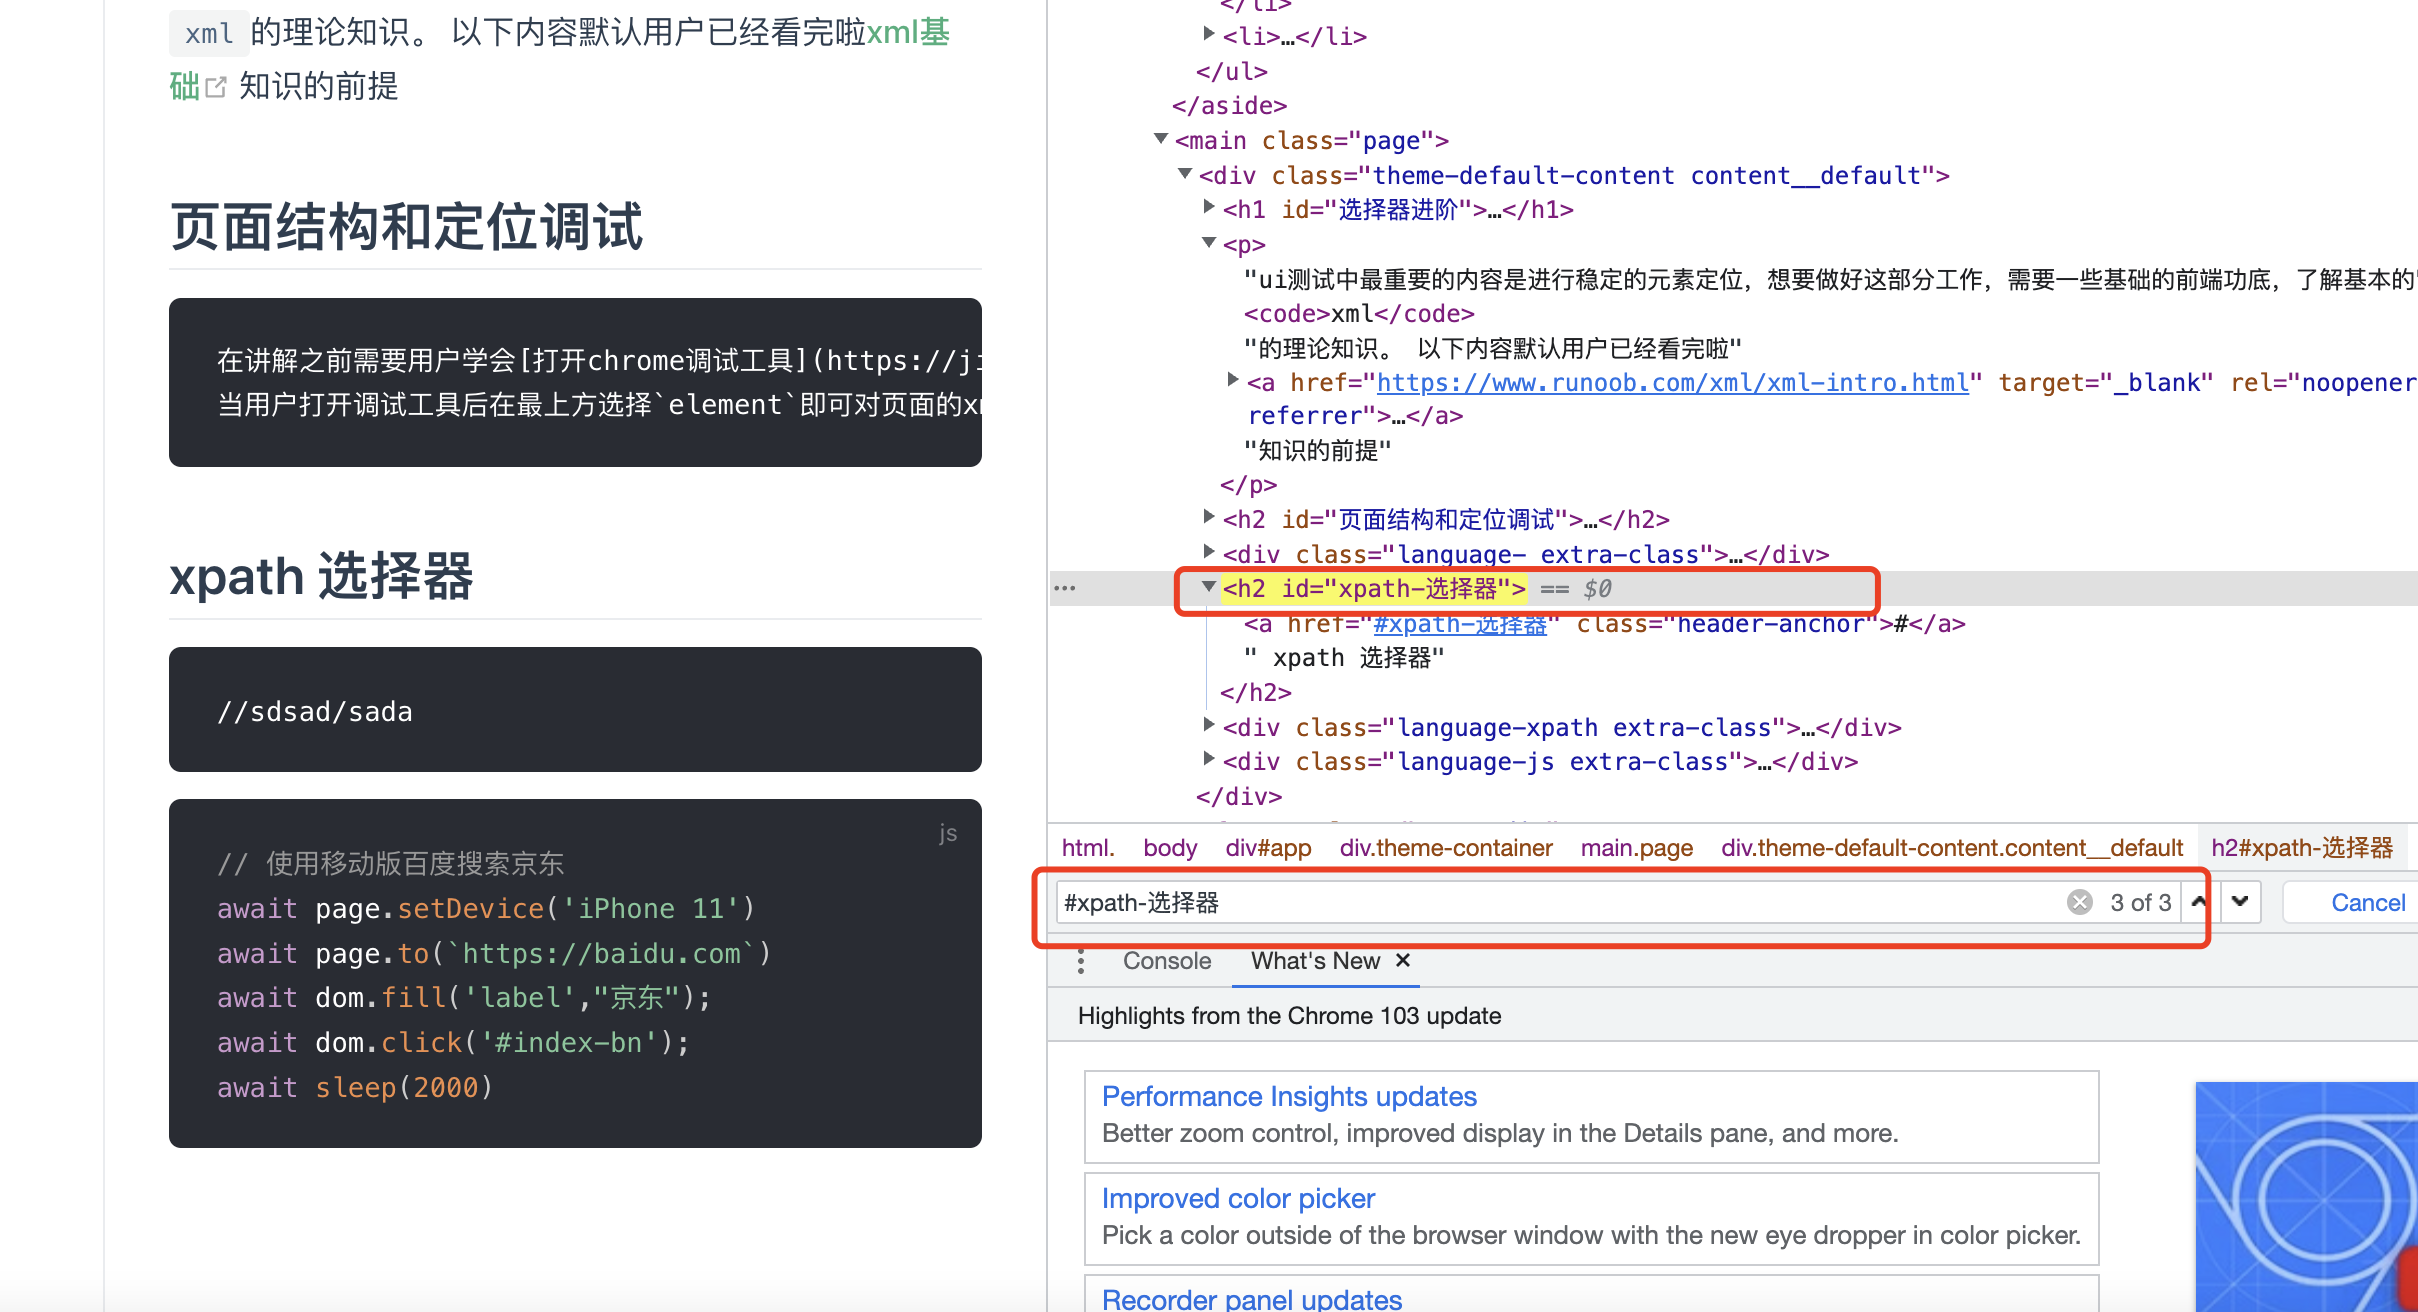 xml 的理论知识。 以下内容默认用户已经看完啦xml基
础 知识的前提
页面结构和定位调试
在讲解之前需要用户学会[打开chrome调试工具](https://ji
当用户打开调试工具后在最上方选择`element`即可对页面的x
xpath 选择器
//sdsad/sada
js
// 使用移动版百度搜索京东
await page.setDevice('iPhone 11')
await page.to(`https://baidu.com`)
await dom.fill('label',"京东");
await dom.click('#index-bn');
await sleep(2000)
</li>
<li>…</li>
</ul>
</aside>
<main class="page">
<div class="theme-default-content content__default">
<h1 id="选择器进阶">…</h1>
<p>
"ui测试中最重要的内容是进行稳定的元素定位，想要做好这部分工作，需要一些基础的前端功底，了解基本的"
<code>xml</code>
"的理论知识。 以下内容默认用户已经看完啦"
<a href="https://www.runoob.com/xml/xml-intro.html" target="_blank" rel="noopener
referrer">…</a>
"知识的前提"
</p>
<h2 id="页面结构和定位调试">…</h2>
<div class="language- extra-class">…</div>
… <h2 id="xpath-选择器"> == $0
<a href="#xpath-选择器" class="header-anchor">#</a>
" xpath 选择器"
</h2>
<div class="language-xpath extra-class">…</div>
<div class="language-js extra-class">…</div>
</div>
html. body div#app div.theme-container main.page div.theme-default-content.content__default h2#xpath-选择器
#xpath-选择器 3 of 3 Cancel
Console What's New ×
Highlights from the Chrome 103 update
Performance Insights updates
Better zoom control, improved display in the Details pane, and more.
Improved color picker
Pick a color outside of the browser window with the new eye dropper in color picker.
Recorder panel updates